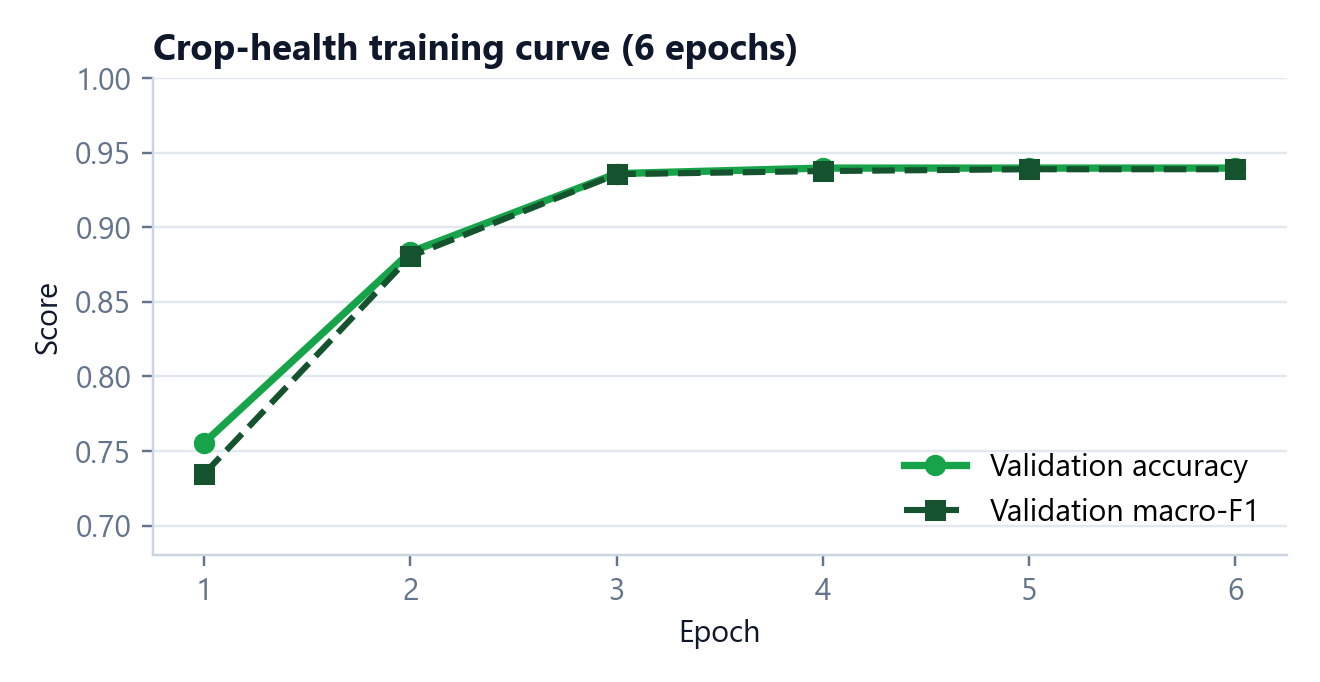 Crop-health training curve (6 epochs)
1.00
0.95
0.90
0.85
0.80
0.75
0.70
Score
Validation accuracy
Validation macro-F1
1 2 3 4 5 6
Epoch